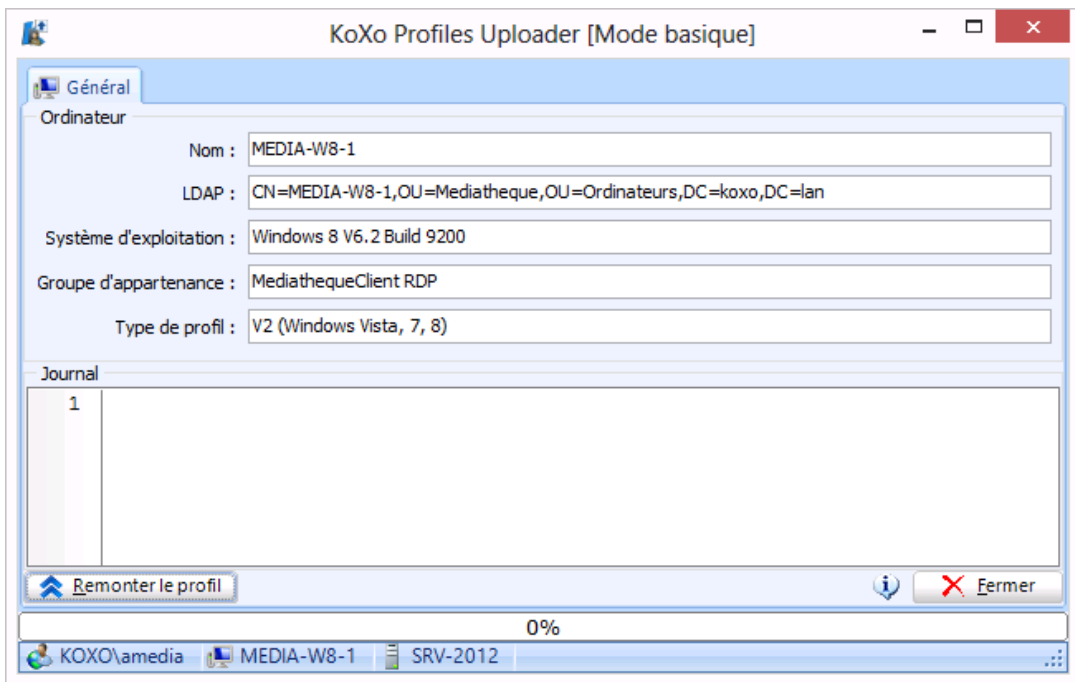 KoXo Profiles Uploader [Mode basique]
Général
Ordinateur
Nom : MEDIA-W8-1
LDAP : CN=MEDIA-W8-1,OU=Mediatheque,OU=Ordinateurs,DC=koxo,DC=lan
Système d'exploitation : Windows 8 V6.2 Build 9200
Groupe d'appartenance : MediathequeClient RDP
Type de profil : V2 (Windows Vista, 7, 8)
Journal
1
Remonter le profil Fermer
0%
KOXO\amedia MEDIA-W8-1 SRV-2012